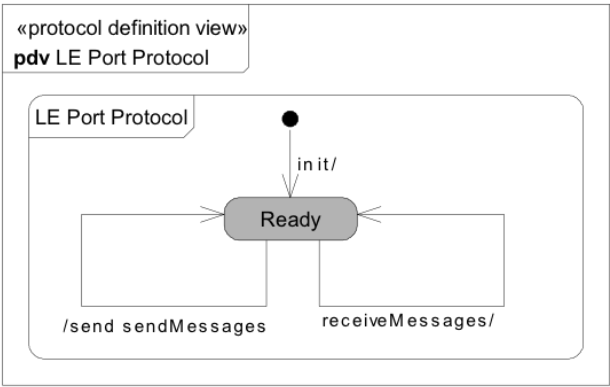 «protocol definition view»
pdv LE Port Protocol
LE Port Protocol
init/
Ready
/send sendMessages
receiveMessages/